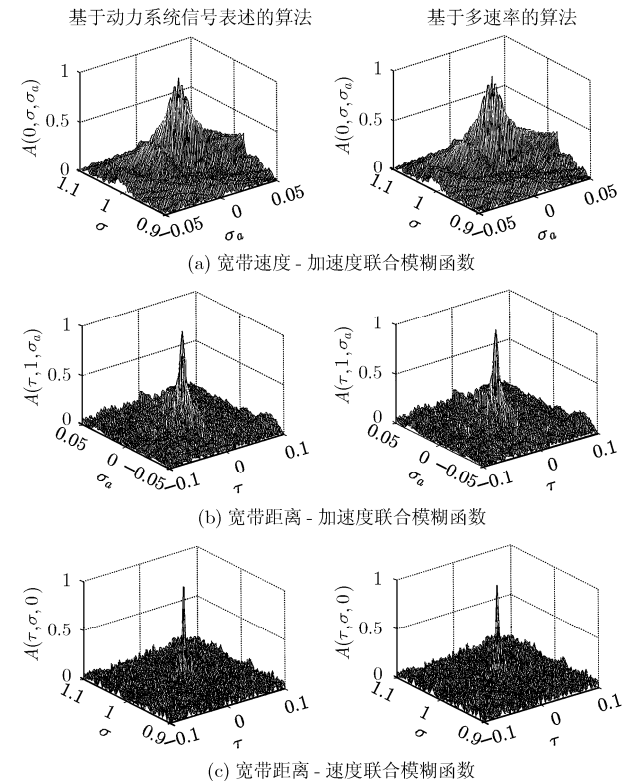 基于动力系统信号表述的算法 基于多速率的算法
A(0,σ,σₐ) 1 0.5 0 1.1 1 0.9 σ −0.05 0 0.05 σₐ
A(0,σ,σₐ) 1 0.5 0 1.1 1 0.9 σ −0.05 0 0.05 σₐ
(a) 宽带速度 - 加速度联合模糊函数
A(τ,1,σₐ) 1 0.5 0 0.05 0 −0.05 σₐ −0.1 0 0.1 τ
A(τ,1,σₐ) 1 0.5 0 0.05 0 −0.05 σₐ −0.1 0 0.1 τ
(b) 宽带距离 - 加速度联合模糊函数
A(τ,σ,0) 1 0.5 0 1.1 1 0.9 σ −0.1 0 0.1 τ
A(τ,σ,0) 1 0.5 0 1.1 1 0.9 σ −0.1 0 0.1 τ
(c) 宽带距离 - 速度联合模糊函数